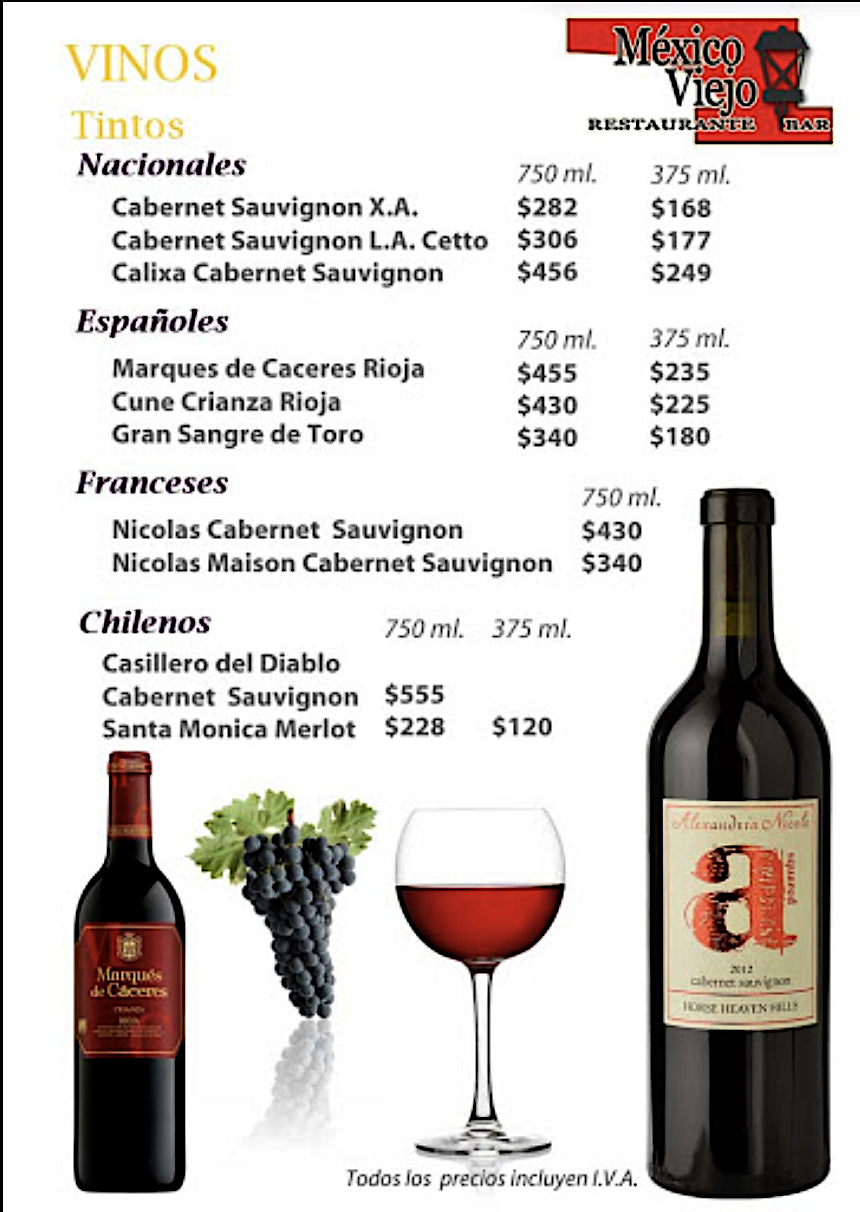 VINOS
México
Viejo
RESTAURANTE BAR
Tintos
Nacionales 750 ml. 375 ml.
Cabernet Sauvignon X.A. $282 $168
Cabernet Sauvignon L.A. Cetto $306 $177
Calixa Cabernet Sauvignon $456 $249
Españoles 750 ml. 375 ml.
Marques de Caceres Rioja $455 $235
Cune Crianza Rioja $430 $225
Gran Sangre de Toro $340 $180
Franceses 750 ml.
Nicolas Cabernet Sauvignon $430
Nicolas Maison Cabernet Sauvignon $340
Chilenos 750 ml. 375 ml.
Casillero del Diablo
Cabernet Sauvignon $555
Santa Monica Merlot $228 $120
Marqués
de Cáceres
CRIANZA
RIOJA
Alexandria Nicole
a
2012
cabernet sauvignon
HORSE HEAVEN HILLS
Todos los precios incluyen I.V.A.